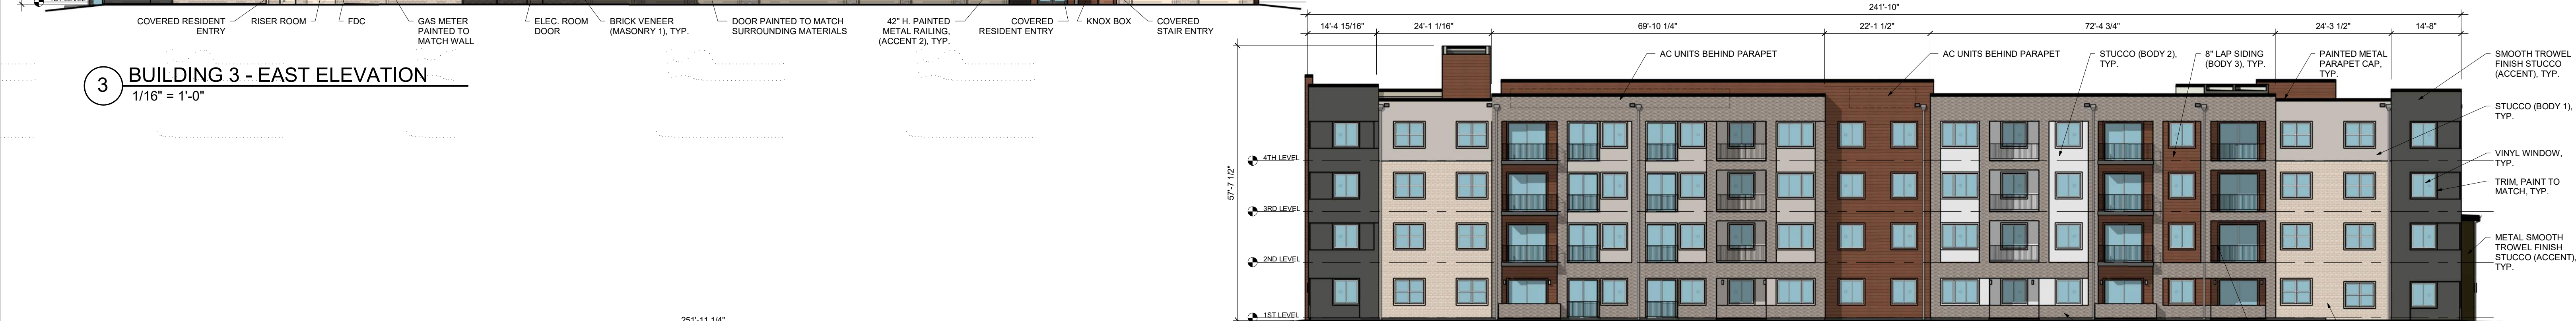 COVERED RESIDENT
ENTRY
RISER ROOM
FDC
GAS METER
PAINTED TO
MATCH WALL
ELEC. ROOM
DOOR
BRICK VENEER
(MASONRY 1), TYP.
DOOR PAINTED TO MATCH
SURROUNDING MATERIALS
42" H. PAINTED
METAL RAILING,
(ACCENT 2), TYP.
COVERED
RESIDENT ENTRY
KNOX BOX
COVERED
STAIR ENTRY
3
BUILDING 3 - EAST ELEVATION
1/16" = 1'-0"
251'-11 1/4"
241'-10"
14'-4 15/16"
24'-1 1/16"
69'-10 1/4"
22'-1 1/2"
72'-4 3/4"
24'-3 1/2"
14'-8"
AC UNITS BEHIND PARAPET
AC UNITS BEHIND PARAPET
STUCCO (BODY 2),
TYP.
8" LAP SIDING
(BODY 3), TYP.
PAINTED METAL
PARAPET CAP,
TYP.
SMOOTH TROWEL
FINISH STUCCO
(ACCENT), TYP.
STUCCO (BODY 1),
TYP.
VINYL WINDOW,
TYP.
TRIM, PAINT TO
MATCH, TYP.
METAL SMOOTH
TROWEL FINISH
STUCCO (ACCENT),
TYP.
57'-7 1/2"
4TH LEVEL
3RD LEVEL
2ND LEVEL
1ST LEVEL